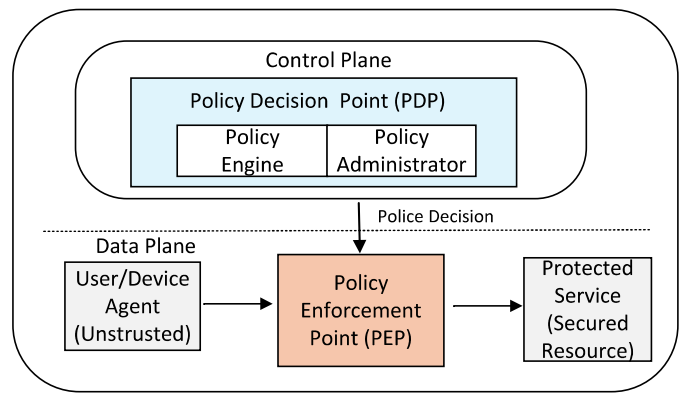 Control Plane
Policy Decision Point (PDP)
Policy
Engine
Policy
Administrator
Police Decision
Data Plane
User/Device
Agent
(Unstrusted)
Policy
Enforcement
Point (PEP)
Protected
Service
(Secured
Resource)